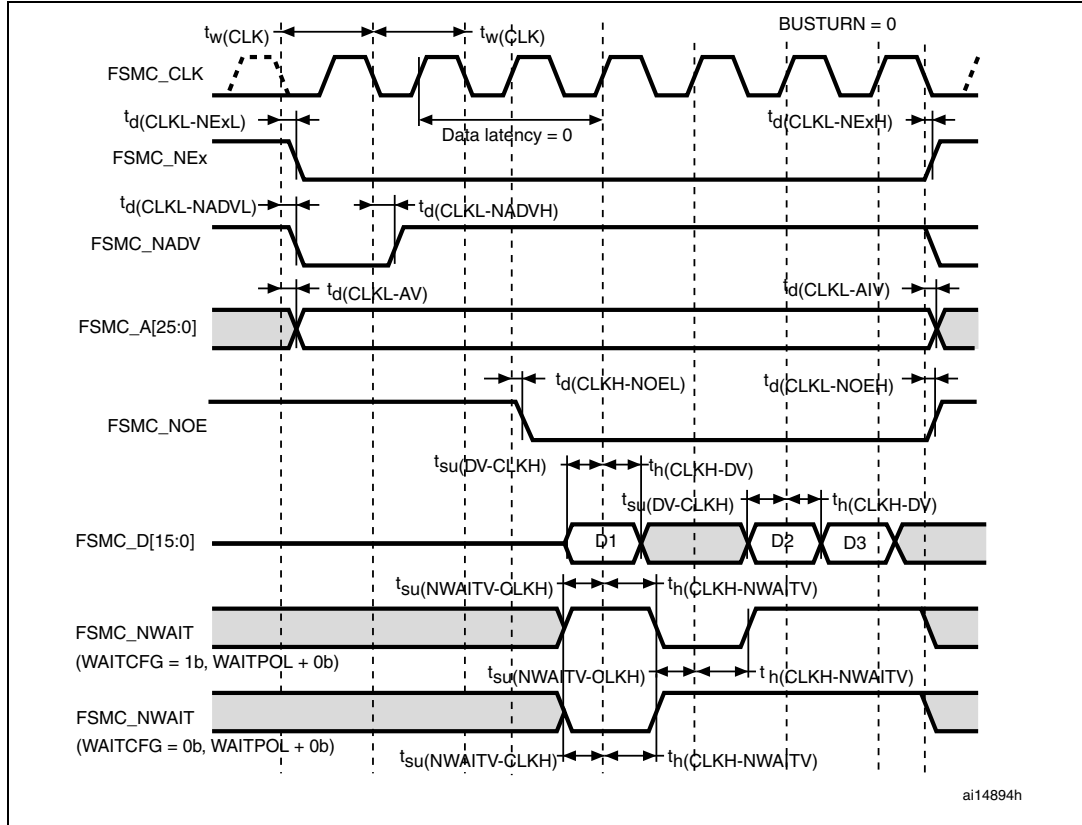 BUSTURN = 0
tw(CLK) tw(CLK)
FSMC_CLK
td(CLKL-NExL) td(CLKL-NExH)
Data latency = 0
FSMC_NEx
td(CLKL-NADVL) td(CLKL-NADVH)
FSMC_NADV
td(CLKL-AV) td(CLKL-AIV)
FSMC_A[25:0]
td(CLKH-NOEL) td(CLKL-NOEH)
FSMC_NOE
tsu(DV-CLKH) th(CLKH-DV)
tsu(DV-CLKH) th(CLKH-DV)
FSMC_D[15:0] D1 D2 D3
tsu(NWAITV-CLKH) th(CLKH-NWAITV)
FSMC_NWAIT
(WAITCFG = 1b, WAITPOL + 0b)
tsu(NWAITV-CLKH) th(CLKH-NWAITV)
FSMC_NWAIT
(WAITCFG = 0b, WAITPOL + 0b)
tsu(NWAITV-CLKH) th(CLKH-NWAITV)
ai14894h